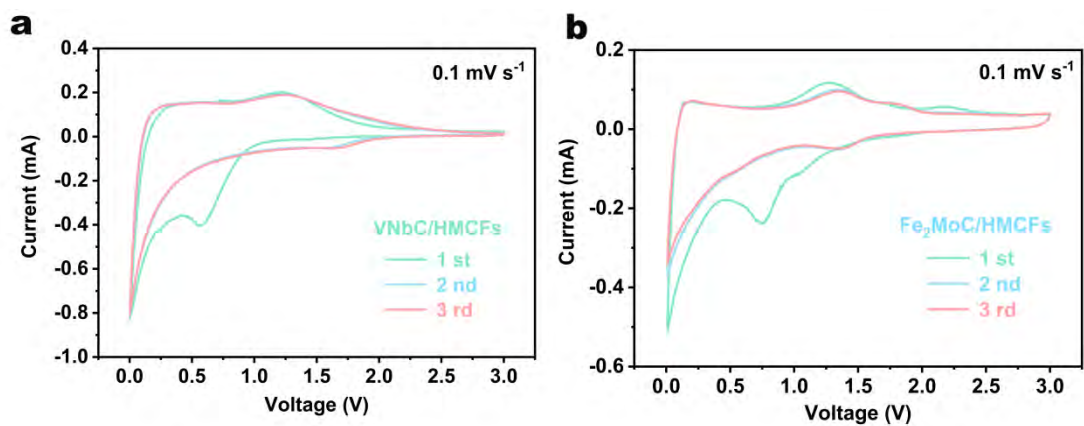 a
0.4
0.2
0.0
-0.2
-0.4
-0.6
-0.8
-1.0
Current (mA)
0.1 mV s⁻¹
VNbC/HMCFs
1 st
2 nd
3 rd
0.0 0.5 1.0 1.5 2.0 2.5 3.0
Voltage (V)
b
0.2
0.0
-0.2
-0.4
-0.6
Current (mA)
0.1 mV s⁻¹
Fe₂MoC/HMCFs
1 st
2 nd
3 rd
0.0 0.5 1.0 1.5 2.0 2.5 3.0
Voltage (V)